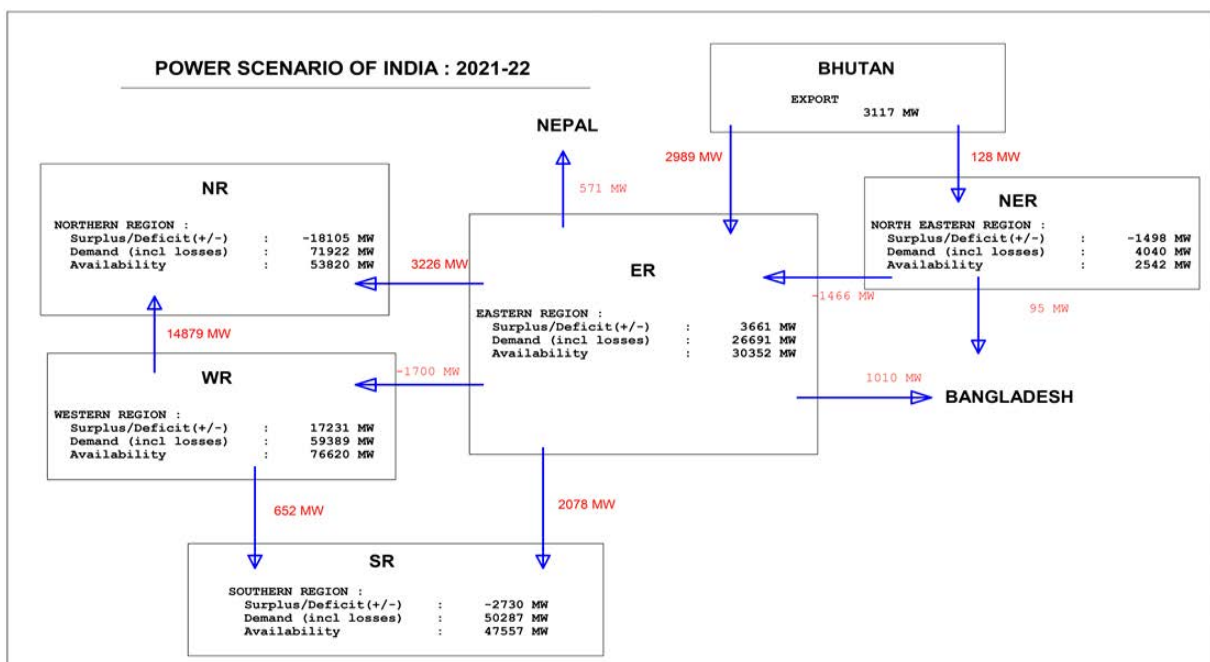 POWER SCENARIO OF INDIA : 2021-22
BHUTAN
EXPORT
3117 MW
NEPAL
2989 MW
128 MW
571 MW
NR
NORTHERN REGION :
Surplus/Deficit(+/-) : -18105 MW
Demand (incl losses) : 71922 MW
Availability : 53820 MW
NER
NORTH EASTERN REGION :
Surplus/Deficit(+/-) : -1498 MW
Demand (incl losses) : 4040 MW
Availability : 2542 MW
3226 MW
ER
-1466 MW
95 MW
EASTERN REGION :
Surplus/Deficit(+/-) : 3661 MW
Demand (incl losses) : 26691 MW
Availability : 30352 MW
14879 MW
WR
-1700 MW
1010 MW
BANGLADESH
WESTERN REGION :
Surplus/Deficit(+/-) : 17231 MW
Demand (incl losses) : 59389 MW
Availability : 76620 MW
652 MW
2078 MW
SR
SOUTHERN REGION :
Surplus/Deficit(+/-) : -2730 MW
Demand (incl losses) : 50287 MW
Availability : 47557 MW